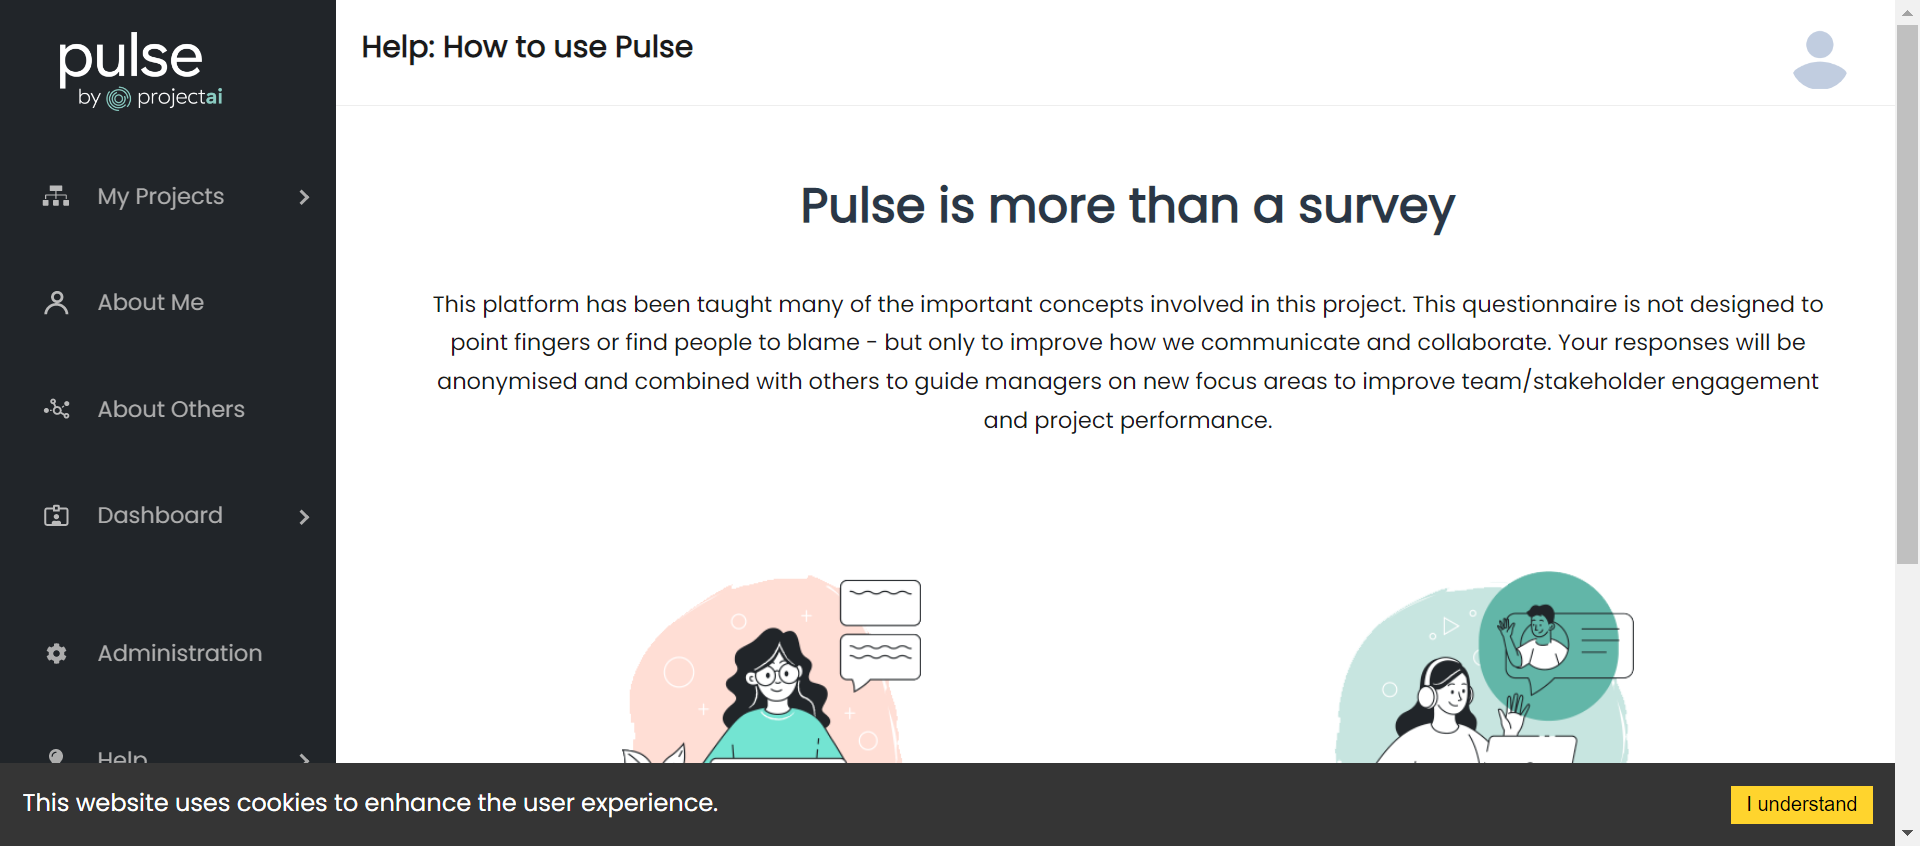 pulse
by projectai
My Projects
About Me
About Others
Dashboard
Administration
Help
Help: How to use Pulse
Pulse is more than a survey
This platform has been taught many of the important concepts involved in this project. This questionnaire is not designed to
point fingers or find people to blame - but only to improve how we communicate and collaborate. Your responses will be
anonymised and combined with others to guide managers on new focus areas to improve team/stakeholder engagement
and project performance.
This website uses cookies to enhance the user experience.
I understand